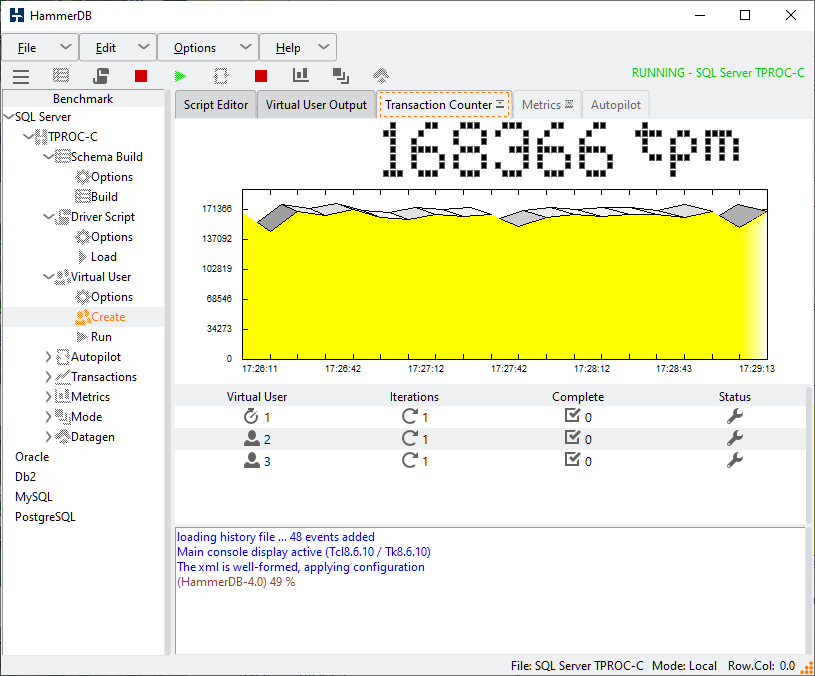 HammerDB
File Edit Options Help
RUNNING - SQL Server TPROC-C
Benchmark
SQL Server
TPROC-C
Schema Build
Options
Build
Driver Script
Options
Load
Virtual User
Options
Create
Run
Autopilot
Transactions
Metrics
Mode
Datagen
Oracle
Db2
MySQL
PostgreSQL
Script Editor Virtual User Output Transaction Counter Metrics Autopilot
168366 tpm
171366
137092
102819
68546
34273
0
17:26:11 17:26:42 17:27:12 17:27:42 17:28:12 17:28:43 17:29:13
Virtual User Iterations Complete Status
1 1 0
2 1 0
3 1 0
loading history file ... 48 events added
Main console display active (Tcl8.6.10 / Tk8.6.10)
The xml is well-formed, applying configuration
(HammerDB-4.0) 49 %
File: SQL Server TPROC-C Mode: Local Row.Col: 0.0